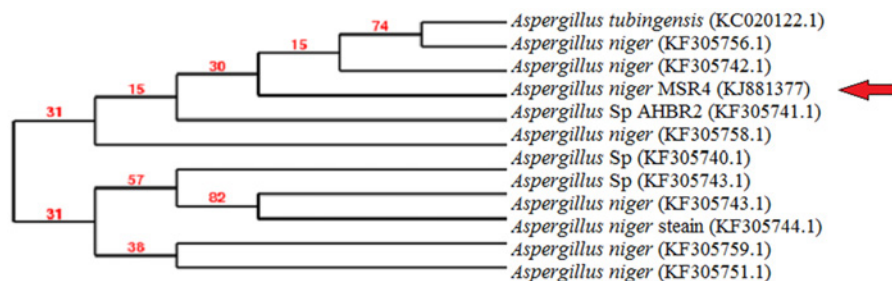 Aspergillus tubingensis (KC020122.1)
74
Aspergillus niger (KF305756.1)
15
Aspergillus niger (KF305742.1)
30
Aspergillus niger MSR4 (KJ881377)
15
Aspergillus Sp AHBR2 (KF305741.1)
31
Aspergillus niger (KF305758.1)
Aspergillus Sp (KF305740.1)
57
Aspergillus Sp (KF305743.1)
82
Aspergillus niger (KF305743.1)
31
Aspergillus niger steain (KF305744.1)
38
Aspergillus niger (KF305759.1)
Aspergillus niger (KF305751.1)